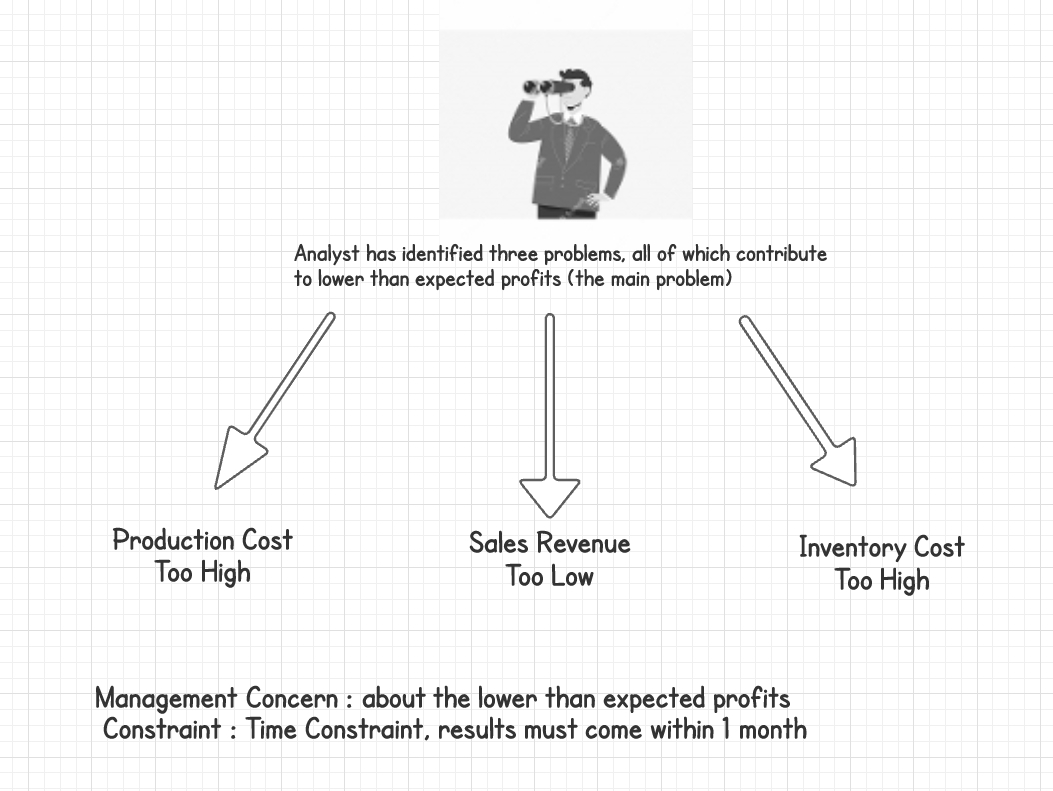 Analyst has identified three problems, all of which contribute
to lower than expected profits (the main problem)
Production Cost
Too High
Sales Revenue
Too Low
Inventory Cost
Too High
Management Concern : about the lower than expected profits
Constraint : Time Constraint, results must come within 1 month